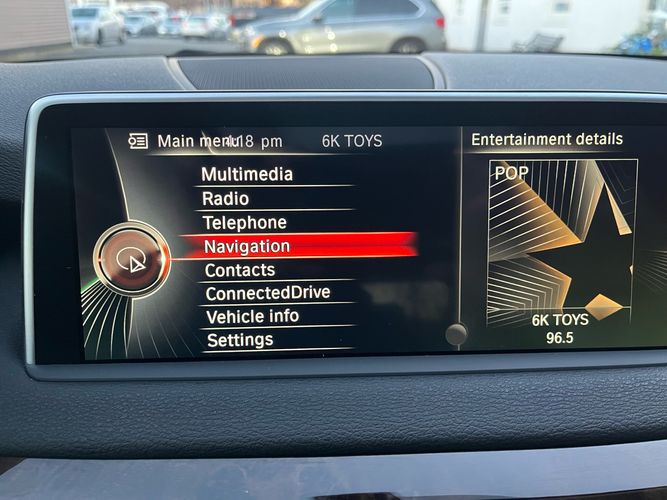 Main menu 4:18 pm 6K TOYS
Multimedia
Radio
Telephone
Navigation
Contacts
ConnectedDrive
Vehicle info
Settings
Entertainment details
POP
6K TOYS
96.5